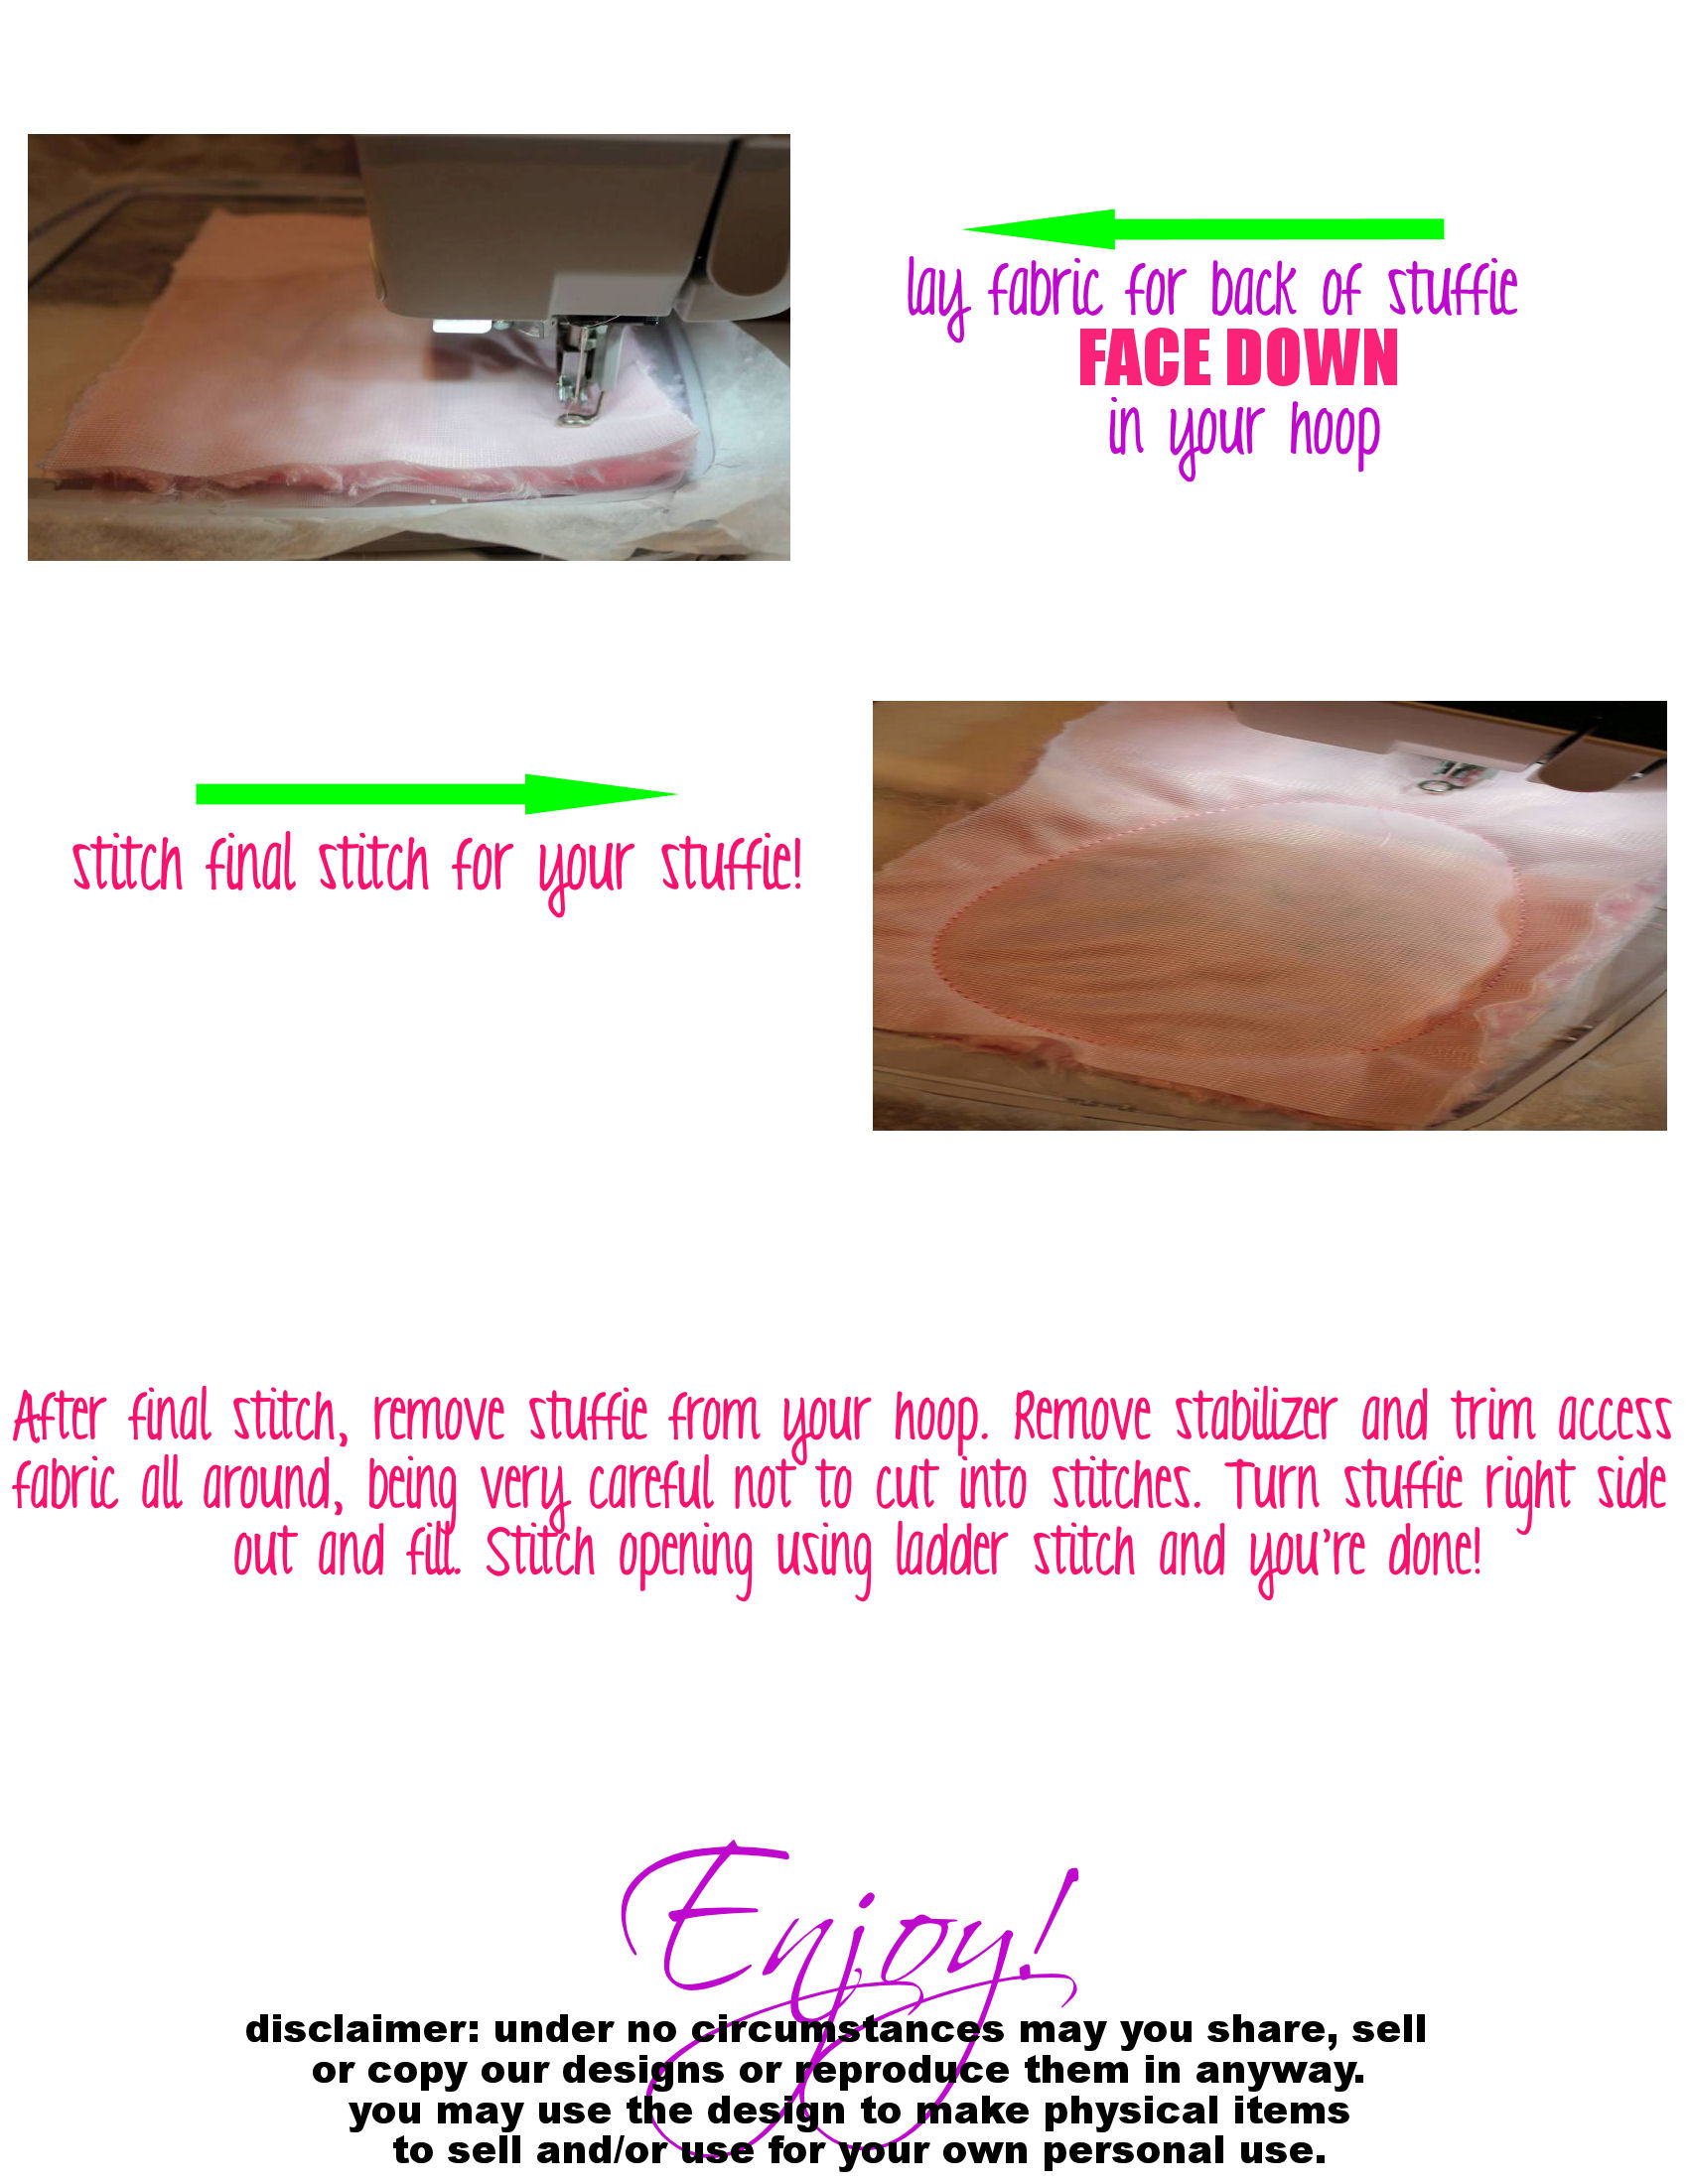 lay fabric for back of stuffie
FACE DOWN
in your hoop
stitch final stitch for your stuffie!
After final stitch, remove stuffie from your hoop. Remove stabilizer and trim access
fabric all around, being very careful not to cut into stitches. Turn stuffie right side
out and fill. Stitch opening using ladder stitch and you're done!
Enjoy!
disclaimer: under no circumstances may you share, sell
or copy our designs or reproduce them in anyway.
you may use the design to make physical items
to sell and/or use for your own personal use.